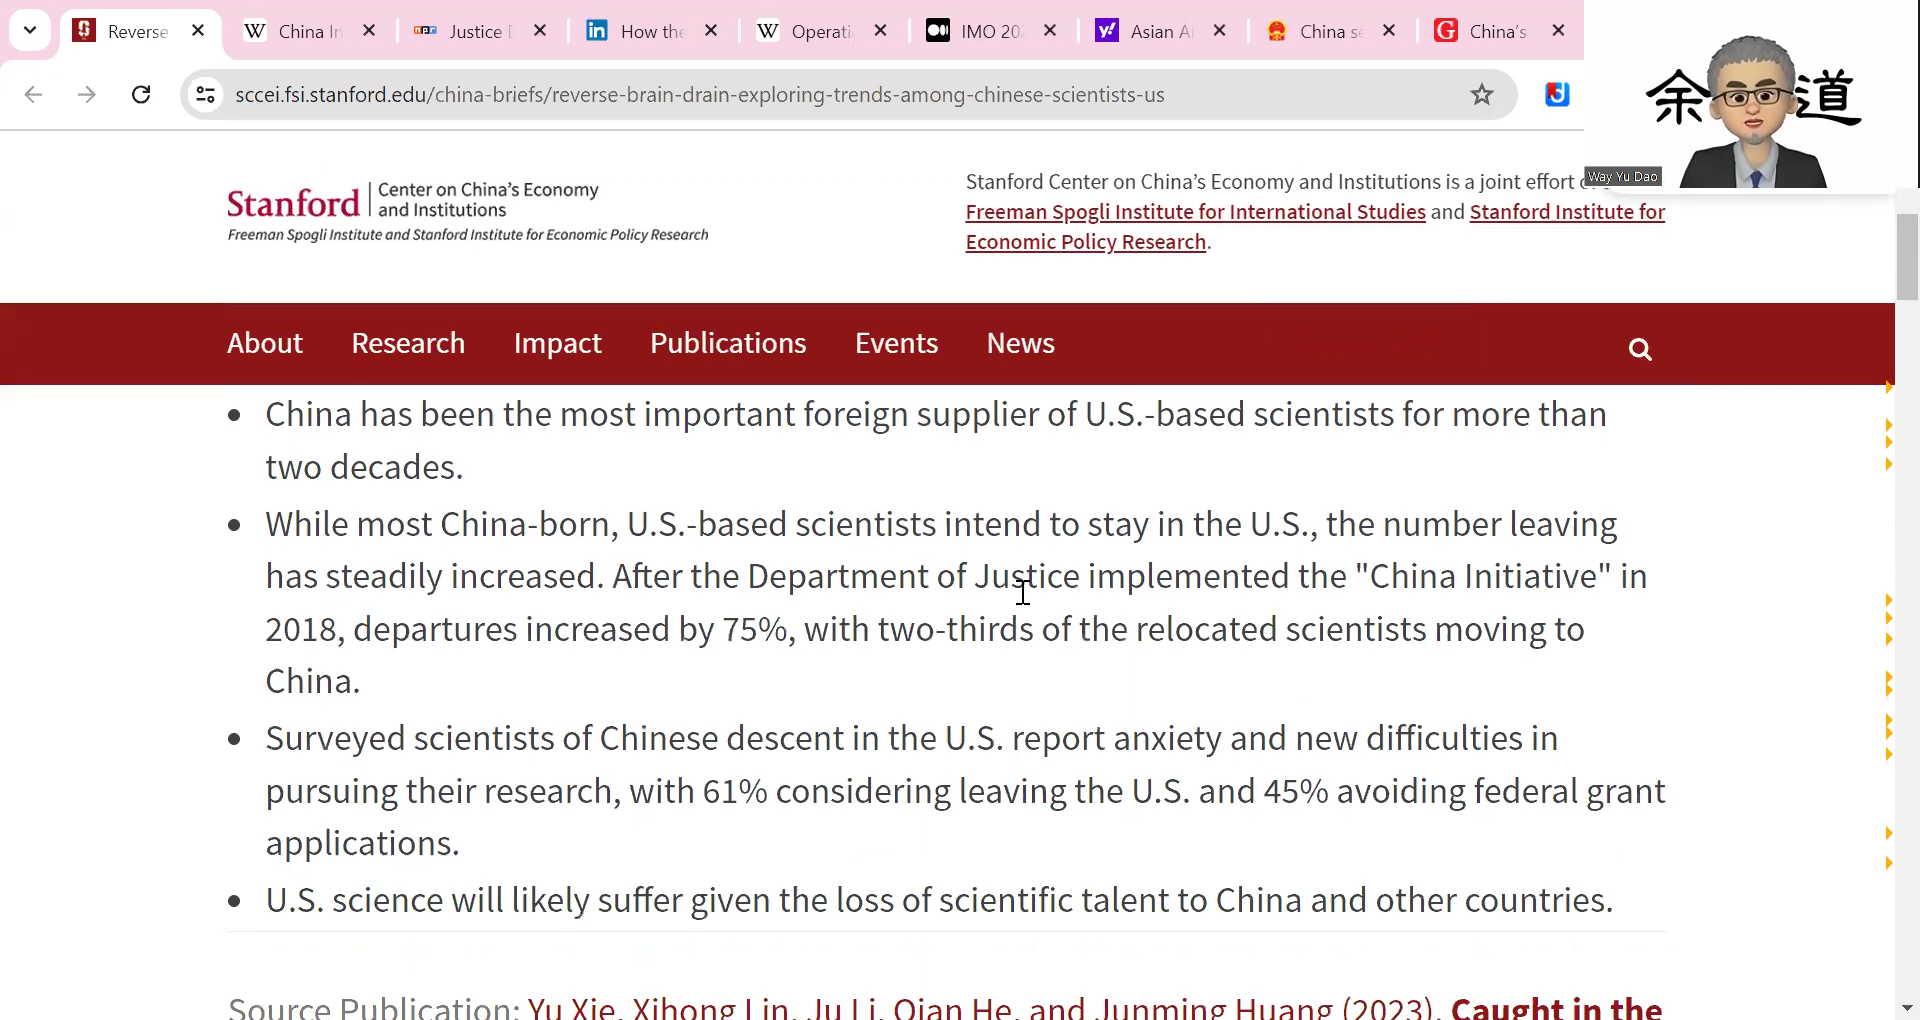 Reverse
China In
Justice D
How the
Operati
IMO 202
Asian A
China se
China's
sccei.fsi.stanford.edu/china-briefs/reverse-brain-drain-exploring-trends-among-chinese-scientists-us
余 道
Way Yu Dao
Stanford Center on China's Economy
and Institutions
Freeman Spogli Institute and Stanford Institute for Economic Policy Research
Stanford Center on China's Economy and Institutions is a joint effort
Freeman Spogli Institute for International Studies and Stanford Institute for
Economic Policy Research.
About Research Impact Publications Events News
• China has been the most important foreign supplier of U.S.-based scientists for more than
two decades.
• While most China-born, U.S.-based scientists intend to stay in the U.S., the number leaving
has steadily increased. After the Department of Justice implemented the "China Initiative" in
2018, departures increased by 75%, with two-thirds of the relocated scientists moving to
China.
• Surveyed scientists of Chinese descent in the U.S. report anxiety and new difficulties in
pursuing their research, with 61% considering leaving the U.S. and 45% avoiding federal grant
applications.
• U.S. science will likely suffer given the loss of scientific talent to China and other countries.
Source Publication: Yu Xie, Xihong Lin, Ju Li, Qian He, and Junming Huang (2023). Caught in the